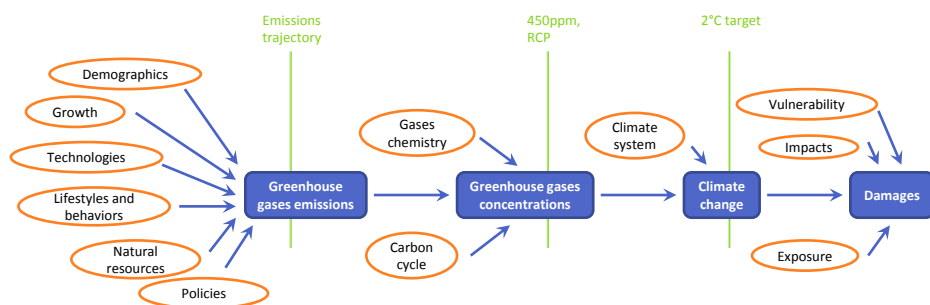 Emissions
trajectory
450ppm,
RCP
2°C target
Demographics
Growth
Technologies
Lifestyles and
behaviors
Natural
resources
Policies
Greenhouse
gases emissions
Gases
chemistry
Carbon
cycle
Greenhouse gases
concentrations
Climate
system
Climate
change
Vulnerability
Impacts
Exposure
Damages